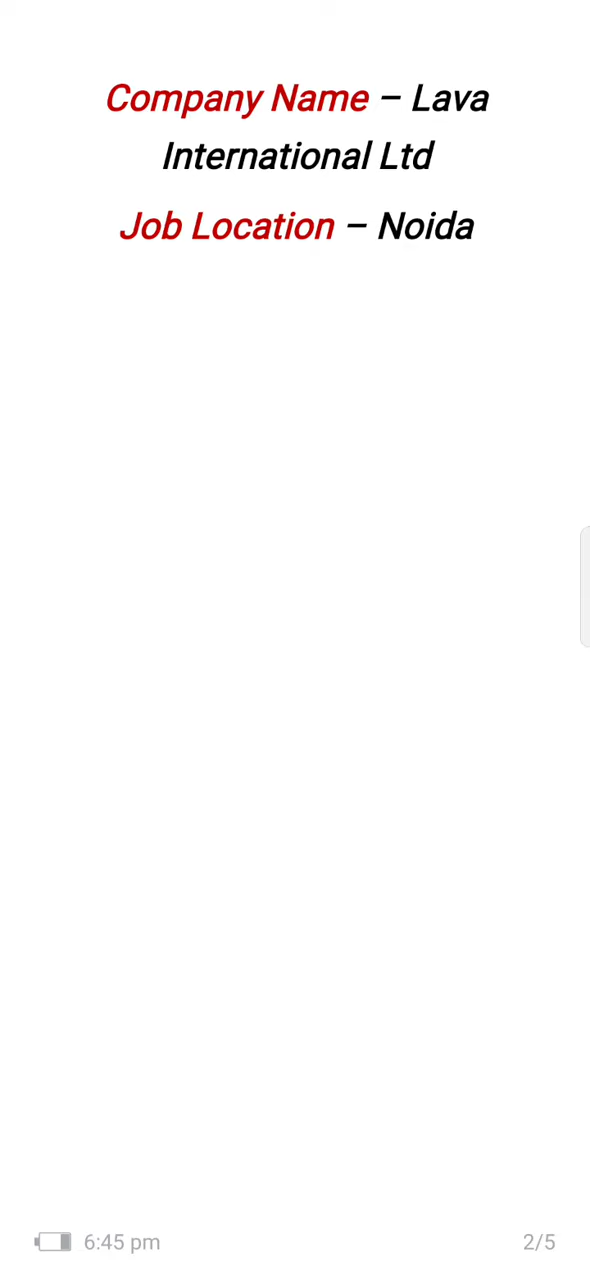 Company Name – Lava
International Ltd
Job Location – Noida
6:45 pm
2/5